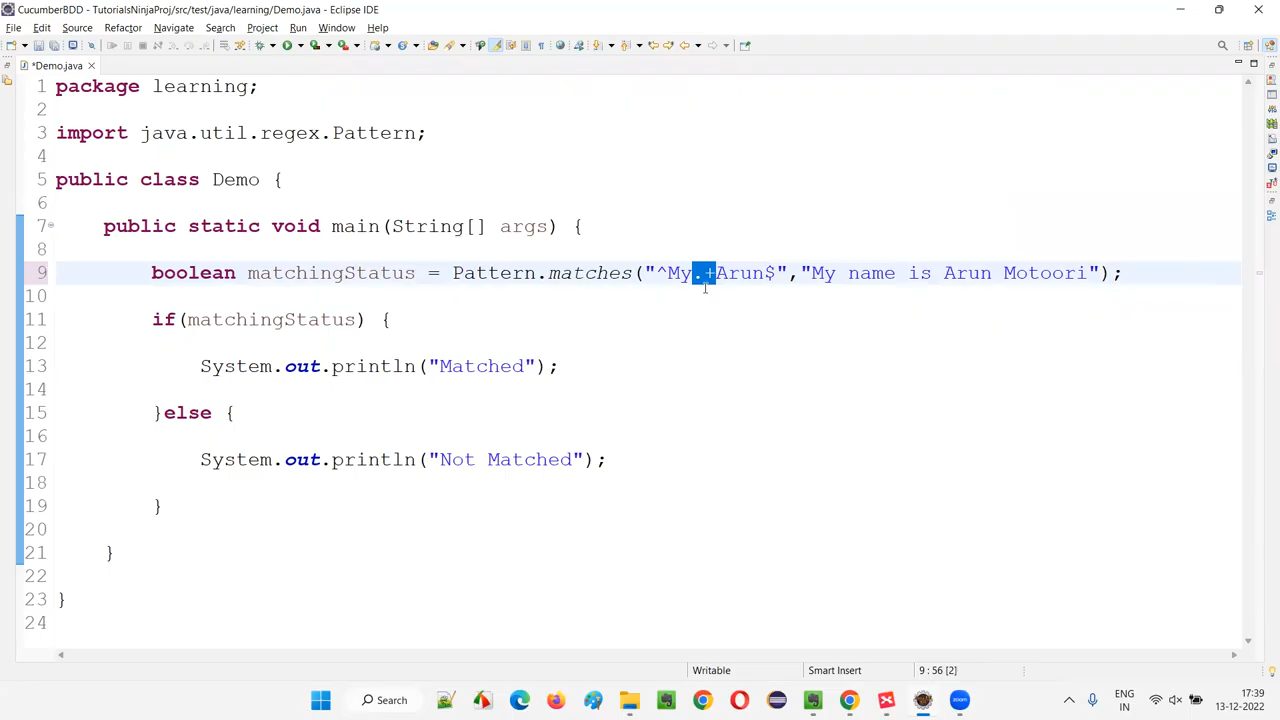 CucumberBDD - TutorialsNinjaProj/src/test/java/learning/Demo.java - Eclipse IDE
File Edit Source Refactor Navigate Search Project Run Window Help
*Demo.java
1 package learning;
2
3 import java.util.regex.Pattern;
4
5 public class Demo {
6
7 public static void main(String[] args) {
8
9 boolean matchingStatus = Pattern.matches("^My.+Arun$","My name is Arun Motoori");
10
11 if(matchingStatus) {
12
13 System.out.println("Matched");
14
15 }else {
16
17 System.out.println("Not Matched");
18
19 }
20
21 }
22
23 }
24
Writable Smart Insert 9 : 56 [2]
Search
ENG
IN
17:39
13-12-2022